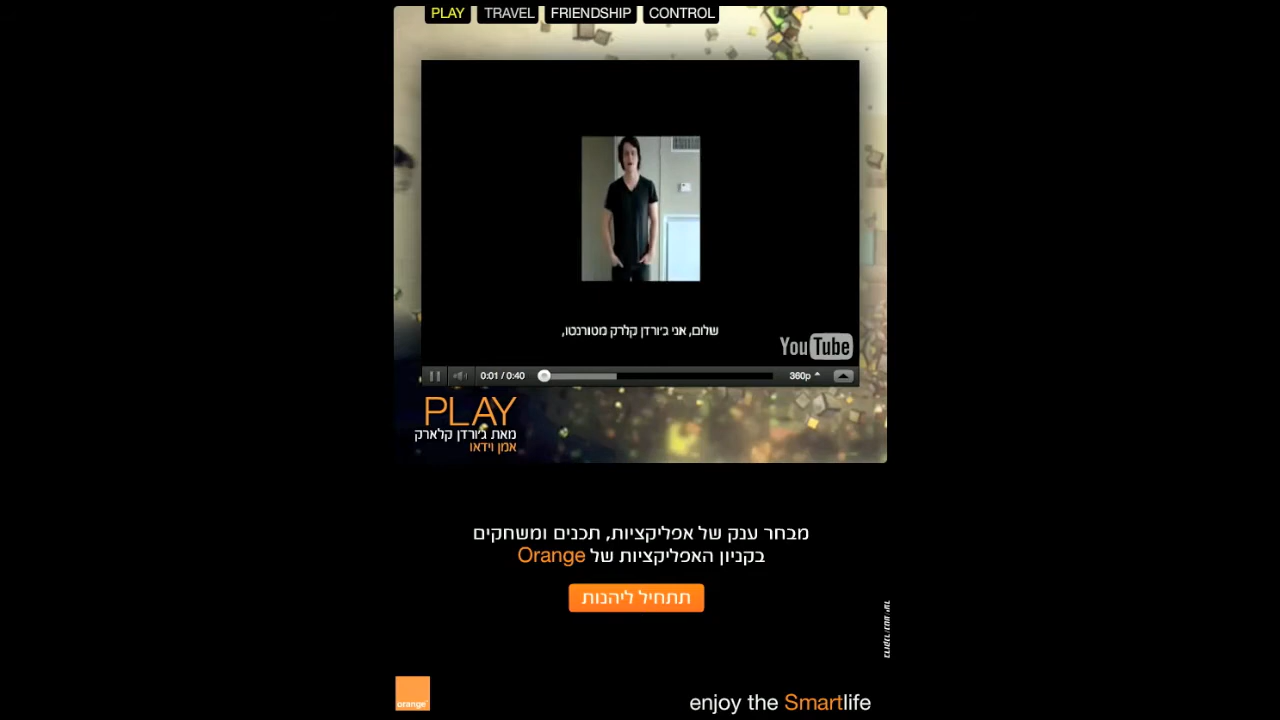 PLAY TRAVEL FRIENDSHIP CONTROL
שלום, אני ג'ורדן קלרק מטורנטו,
YouTube
0:01 / 0:40 360p
PLAY
מאת ג'ורדן קלארק
אמן וידאו
מבחר ענק של אפליקציות, תכנים ומשחקים
בקניון האפליקציות של Orange
תתחיל ליהנות
orange
enjoy the Smartlife